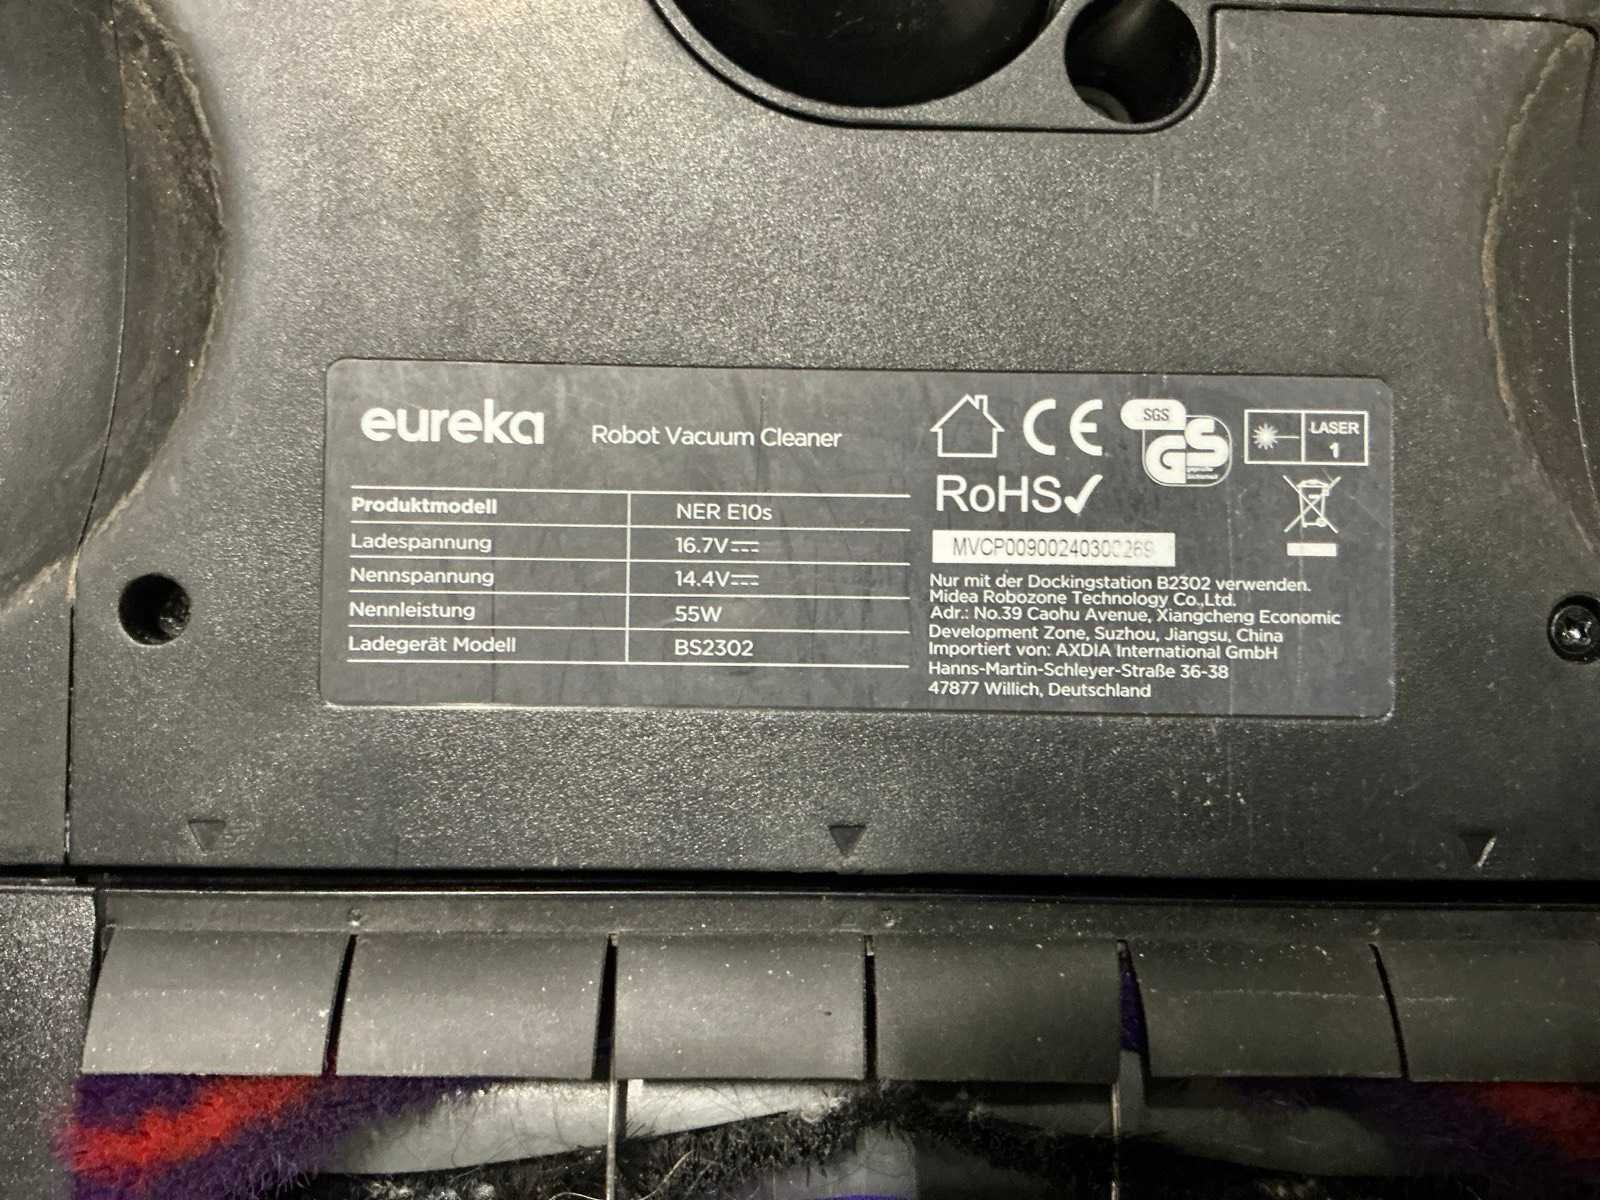 eureka Robot Vacuum Cleaner
Produktmodell NER E10s
Ladespannung 16.7V
Nennspannung 14.4V
Nennleistung 55W
Ladegerät Modell BS2302
CE
SGS
GS
LASER
1
RoHS✓
Nur mit der Dockingstation B2302 verwenden.
Midea Robozone Technology Co.,Ltd.
Adr.: No.39 Caohu Avenue, Xiangcheng Economic
Development Zone, Suzhou, Jiangsu, China
Importiert von: AXDIA International GmbH
Hanns-Martin-Schleyer-Straße 36-38
47877 Willich, Deutschland